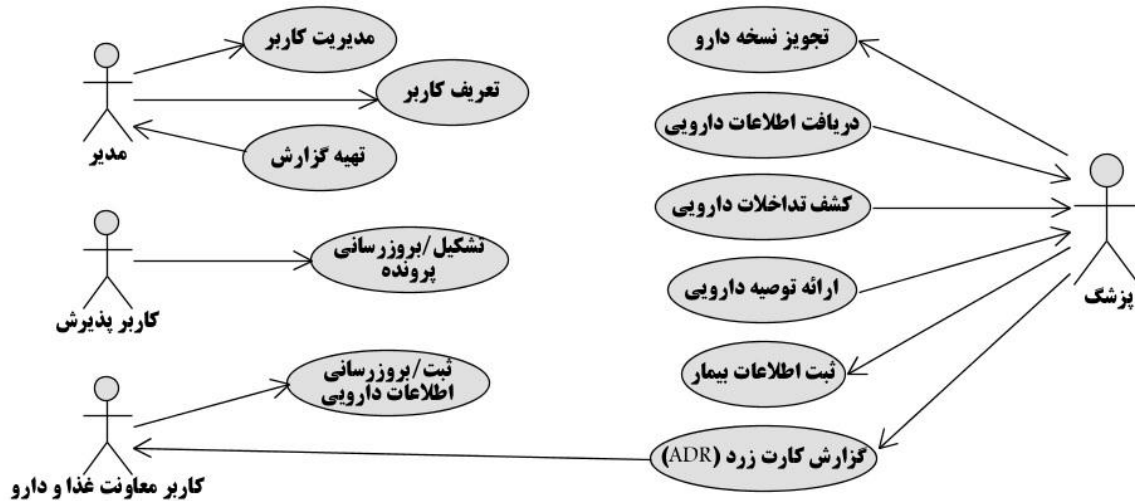 تجویز نسخه دارو
مدیریت کاربر
تعریف کاربر
دریافت اطلاعات دارویی
مدیر
تهیه گزارش
کشف تداخلات دارویی
تشکیل/بروزرسانی
پرونده
ارائه توصیه دارویی
پزشگ
کاربر پذیرش
ثبت/بروزرسانی
اطلاعات دارویی
ثبت اطلاعات بیمار
گزارش کارت زرد (ADR)
کاربر معاونت غذا و دارو